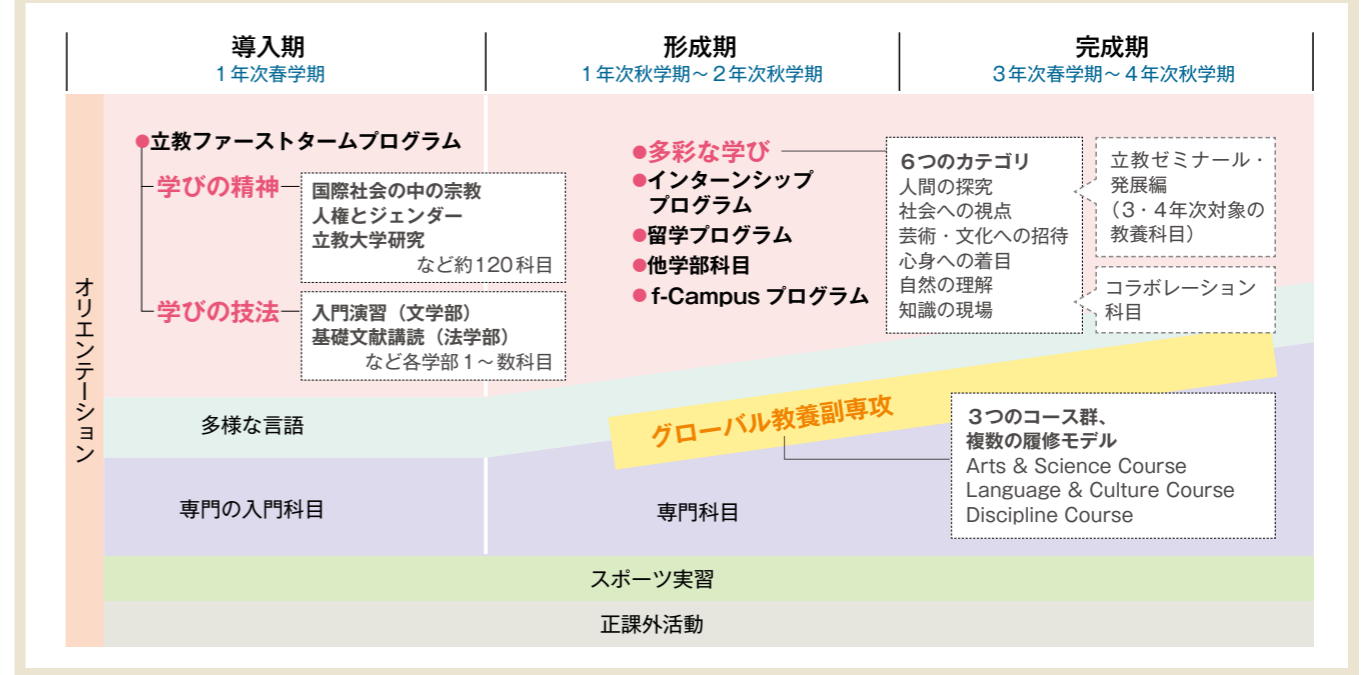 導入期
1年次春学期
形成期
1年次秋学期～2年次秋学期
完成期
3年次春学期～4年次秋学期
オリエンテーション
●立教ファーストタームプログラム
学びの精神
国際社会の中の宗教
人権とジェンダー
立教大学研究
など約120科目
学びの技法
入門演習（文学部）
基礎文献講読（法学部）
など各学部1～数科目
●多彩な学び
●インターンシップ
プログラム
●留学プログラム
●他学部科目
●f-Campus プログラム
6つのカテゴリ
人間の探究
社会への視点
芸術・文化への招待
心身への着目
自然の理解
知識の現場
立教ゼミナール・
発展編
（3・4年次対象の
教養科目）
コラボレーション
科目
多様な言語
グローバル教養副専攻
3つのコース群、
複数の履修モデル
Arts & Science Course
Language & Culture Course
Discipline Course
専門の入門科目
専門科目
スポーツ実習
正課外活動